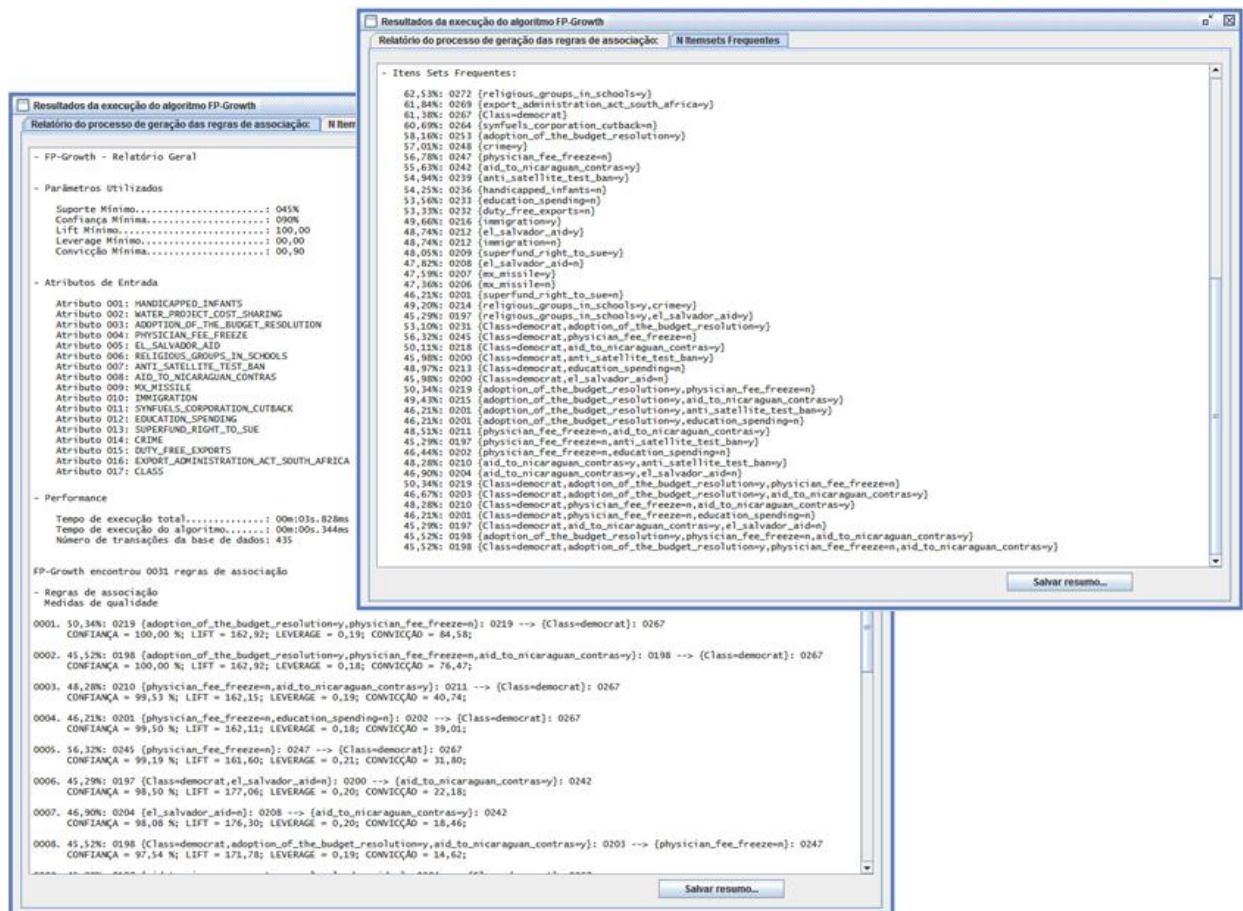 Resultados da execução do algoritmo FP-Growth
Relatório do processo de geração das regras de associação:
N Itemsets Frequentes
- Itens Sets Frequentes:
62,53%: 0272 {religious_groups_in_schools=y}
61,84%: 0269 {export_administration_act_south_africa=y}
61,38%: 0267 {Class=democrat}
60,69%: 0264 {synfuels_corporation_cutback=n}
58,16%: 0253 {adoption_of_the_budget_resolution=y}
57,01%: 0248 {crime=y}
56,78%: 0247 {physician_fee_freeze=n}
55,63%: 0242 {aid_to_nicaraguan_contras=y}
54,94%: 0239 {anti_satellite_test_ban=y}
54,25%: 0236 {handicapped_infants=n}
53,56%: 0233 {education_spending=n}
53,33%: 0232 {duty_free_exports=n}
49,66%: 0216 {immigration=y}
48,74%: 0212 {el_salvador_aid=y}
48,74%: 0212 {immigration=n}
48,05%: 0209 {superfund_right_to_sue=y}
47,82%: 0208 {el_salvador_aid=n}
47,59%: 0207 {mx_missile=y}
47,36%: 0206 {mx_missile=n}
46,21%: 0201 {superfund_right_to_sue=n}
49,20%: 0214 {religious_groups_in_schools=y,crime=y}
45,29%: 0197 {religious_groups_in_schools=y,el_salvador_aid=y}
53,10%: 0231 {Class=democrat,adoption_of_the_budget_resolution=y}
56,32%: 0245 {Class=democrat,physician_fee_freeze=n}
50,11%: 0218 {Class=democrat,aid_to_nicaraguan_contras=y}
45,98%: 0200 {Class=democrat,anti_satellite_test_ban=y}
48,97%: 0213 {Class=democrat,education_spending=n}
45,98%: 0200 {Class=democrat,el_salvador_aid=n}
50,34%: 0219 {adoption_of_the_budget_resolution=y,physician_fee_freeze=n}
49,43%: 0215 {adoption_of_the_budget_resolution=y,aid_to_nicaraguan_contras=y}
46,21%: 0201 {adoption_of_the_budget_resolution=y,anti_satellite_test_ban=y}
46,21%: 0201 {adoption_of_the_budget_resolution=y,education_spending=n}
48,51%: 0211 {physician_fee_freeze=n,aid_to_nicaraguan_contras=y}
45,29%: 0197 {physician_fee_freeze=n,anti_satellite_test_ban=y}
46,44%: 0202 {physician_fee_freeze=n,education_spending=n}
48,28%: 0210 {aid_to_nicaraguan_contras=y,anti_satellite_test_ban=y}
46,90%: 0204 {aid_to_nicaraguan_contras=y,el_salvador_aid=n}
50,34%: 0219 {Class=democrat,adoption_of_the_budget_resolution=y,physician_fee_freeze=n}
46,67%: 0203 {Class=democrat,adoption_of_the_budget_resolution=y,aid_to_nicaraguan_contras=y}
48,28%: 0210 {Class=democrat,physician_fee_freeze=n,aid_to_nicaraguan_contras=y}
46,21%: 0201 {Class=democrat,physician_fee_freeze=n,education_spending=n}
45,29%: 0197 {Class=democrat,aid_to_nicaraguan_contras=y,el_salvador_aid=n}
45,52%: 0198 {adoption_of_the_budget_resolution=y,physician_fee_freeze=n,aid_to_nicaraguan_contras=y}
45,52%: 0198 {Class=democrat,adoption_of_the_budget_resolution=y,physician_fee_freeze=n,aid_to_nicaraguan_contras=y}
Salvar resumo...
Resultados da execução do algoritmo FP-Growth
Relatório do processo de geração das regras de associação:
N Item
- FP-Growth - Relatório Geral
- Parâmetros Utilizados
Suporte Mínimo......................: 045%
Confiança Mínima....................: 090%
Lift Mínimo.........................: 100,00
Leverage Mínimo.....................: 00,00
Convicção Mínima....................: 00,90
- Atributos de Entrada
Atributo 001: HANDICAPPED_INFANTS
Atributo 002: WATER_PROJECT_COST_SHARING
Atributo 003: ADOPTION_OF_THE_BUDGET_RESOLUTION
Atributo 004: PHYSICIAN_FEE_FREEZE
Atributo 005: EL_SALVADOR_AID
Atributo 006: RELIGIOUS_GROUPS_IN_SCHOOLS
Atributo 007: ANTI_SATELLITE_TEST_BAN
Atributo 008: AID_TO_NICARAGUAN_CONTRAS
Atributo 009: MX_MISSILE
Atributo 010: IMMIGRATION
Atributo 011: SYNFUELS_CORPORATION_CUTBACK
Atributo 012: EDUCATION_SPENDING
Atributo 013: SUPERFUND_RIGHT_TO_SUE
Atributo 014: CRIME
Atributo 015: DUTY_FREE_EXPORTS
Atributo 016: EXPORT_ADMINISTRATION_ACT_SOUTH_AFRICA
Atributo 017: CLASS
- Performance
Tempo de execução total.............: 00m:03s.828ms
Tempo de execução do algoritmo......: 00m:00s.344ms
Número de transações da base de dados: 435
FP-Growth encontrou 0031 regras de associação
- Regras de associação
Medidas de qualidade
0001. 50,34%: 0219 {adoption_of_the_budget_resolution=y,physician_fee_freeze=n}: 0219 --> {Class=democrat}: 0267
CONFIANÇA = 100,00 %; LIFT = 162,92; LEVERAGE = 0,19; CONVICÇÃO = 84,58;
0002. 45,52%: 0198 {adoption_of_the_budget_resolution=y,physician_fee_freeze=n,aid_to_nicaraguan_contras=y}: 0198 --> {Class=democrat}: 0267
CONFIANÇA = 100,00 %; LIFT = 162,92; LEVERAGE = 0,18; CONVICÇÃO = 76,47;
0003. 48,28%: 0210 {physician_fee_freeze=n,aid_to_nicaraguan_contras=y}: 0211 --> {Class=democrat}: 0267
CONFIANÇA = 99,53 %; LIFT = 162,15; LEVERAGE = 0,19; CONVICÇÃO = 40,74;
0004. 46,21%: 0201 {physician_fee_freeze=n,education_spending=n}: 0202 --> {Class=democrat}: 0267
CONFIANÇA = 99,50 %; LIFT = 162,11; LEVERAGE = 0,18; CONVICÇÃO = 39,01;
0005. 56,32%: 0245 {physician_fee_freeze=n}: 0247 --> {Class=democrat}: 0267
CONFIANÇA = 99,19 %; LIFT = 161,60; LEVERAGE = 0,21; CONVICÇÃO = 31,80;
0006. 45,29%: 0197 {Class=democrat,el_salvador_aid=n}: 0200 --> {aid_to_nicaraguan_contras=y}: 0242
CONFIANÇA = 98,50 %; LIFT = 177,06; LEVERAGE = 0,20; CONVICÇÃO = 22,18;
0007. 46,90%: 0204 {el_salvador_aid=n}: 0208 --> {aid_to_nicaraguan_contras=y}: 0242
CONFIANÇA = 98,08 %; LIFT = 176,30; LEVERAGE = 0,20; CONVICÇÃO = 18,46;
0008. 45,52%: 0198 {Class=democrat,adoption_of_the_budget_resolution=y,aid_to_nicaraguan_contras=y}: 0203 --> {physician_fee_freeze=n}: 0247
CONFIANÇA = 97,54 %; LIFT = 171,78; LEVERAGE = 0,19; CONVICÇÃO = 14,62;
Salvar resumo...